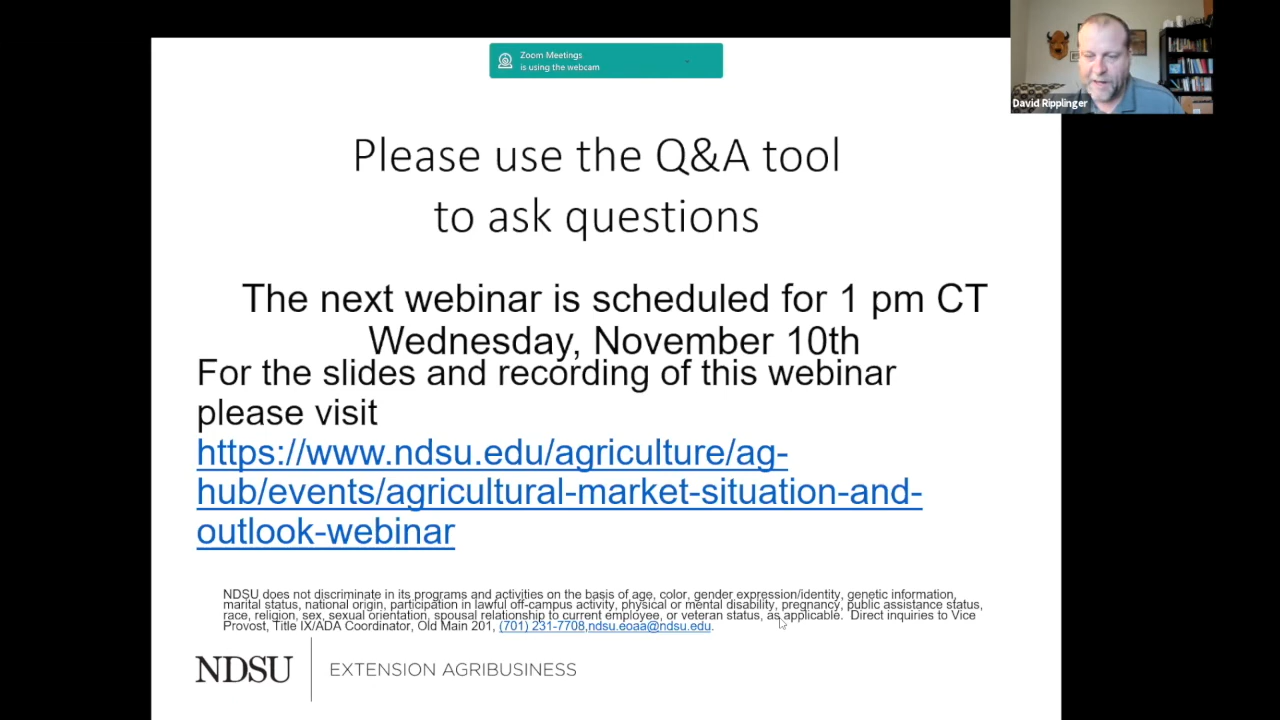 Zoom Meetings
is using the webcam
David Ripplinger
Please use the Q&A tool
to ask questions
The next webinar is scheduled for 1 pm CT
Wednesday, November 10th
For the slides and recording of this webinar
please visit
https://www.ndsu.edu/agriculture/ag-
hub/events/agricultural-market-situation-and-
outlook-webinar
NDSU does not discriminate in its programs and activities on the basis of age, color, gender expression/identity, genetic information,
marital status, national origin, participation in lawful off-campus activity, physical or mental disability, pregnancy, public assistance status,
race, religion, sex, sexual orientation, spousal relationship to current employee, or veteran status, as applicable. Direct inquiries to Vice
Provost, Title IX/ADA Coordinator, Old Main 201, (701) 231-7708,ndsu.eoaa@ndsu.edu.
NDSU EXTENSION AGRIBUSINESS